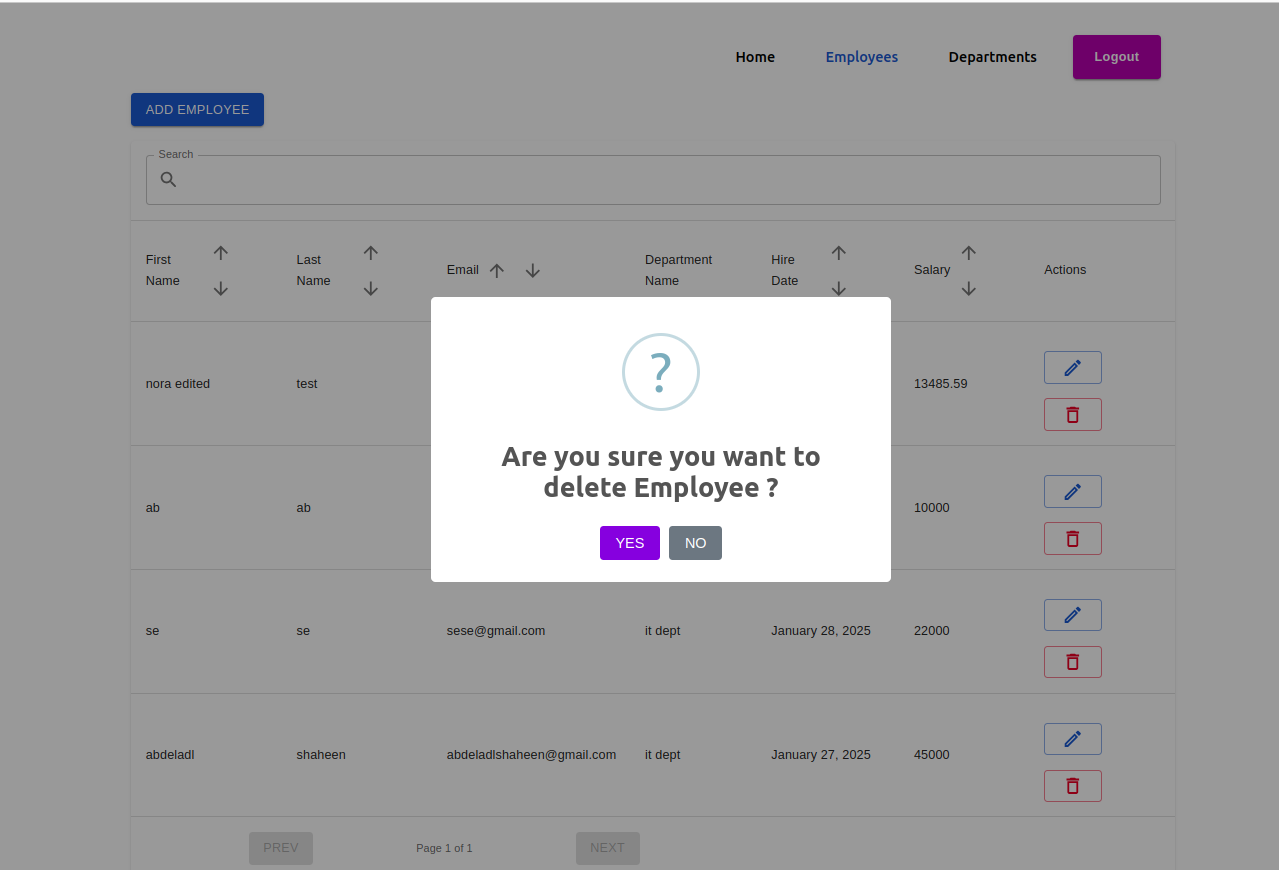 Home Employees Departments Logout
ADD EMPLOYEE
Search
First Name Last Name Email Department Name Hire Date Salary Actions
nora edited test 13485.59
?
Are you sure you want to
delete Employee ?
ab ab 10000
YES NO
se se sese@gmail.com it dept January 28, 2025 22000
abdeladl shaheen abdeladlshaheen@gmail.com it dept January 27, 2025 45000
PREV Page 1 of 1 NEXT